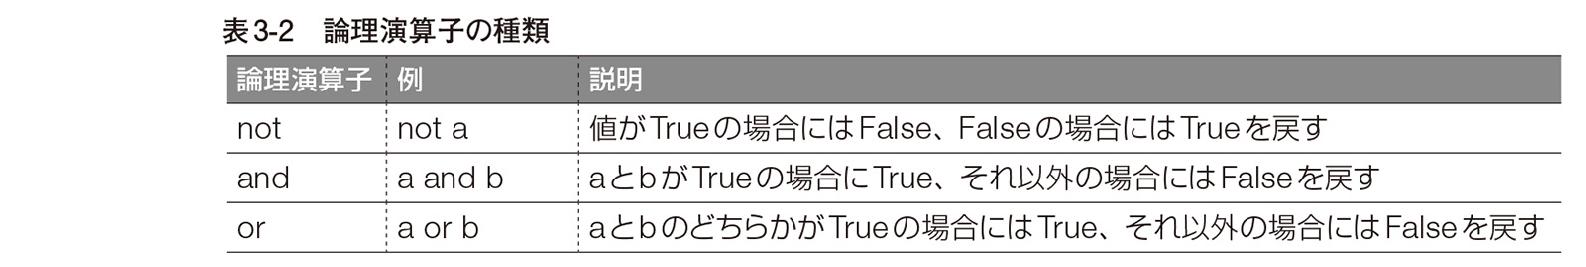 表3-2　論理演算子の種類
論理演算子 例 説明
not not a 値がTrueの場合にはFalse、Falseの場合にはTrueを戻す
and a and b aとbがTrueの場合にTrue、それ以外の場合にはFalseを戻す
or a or b aとbのどちらかがTrueの場合にはTrue、それ以外の場合にはFalseを戻す